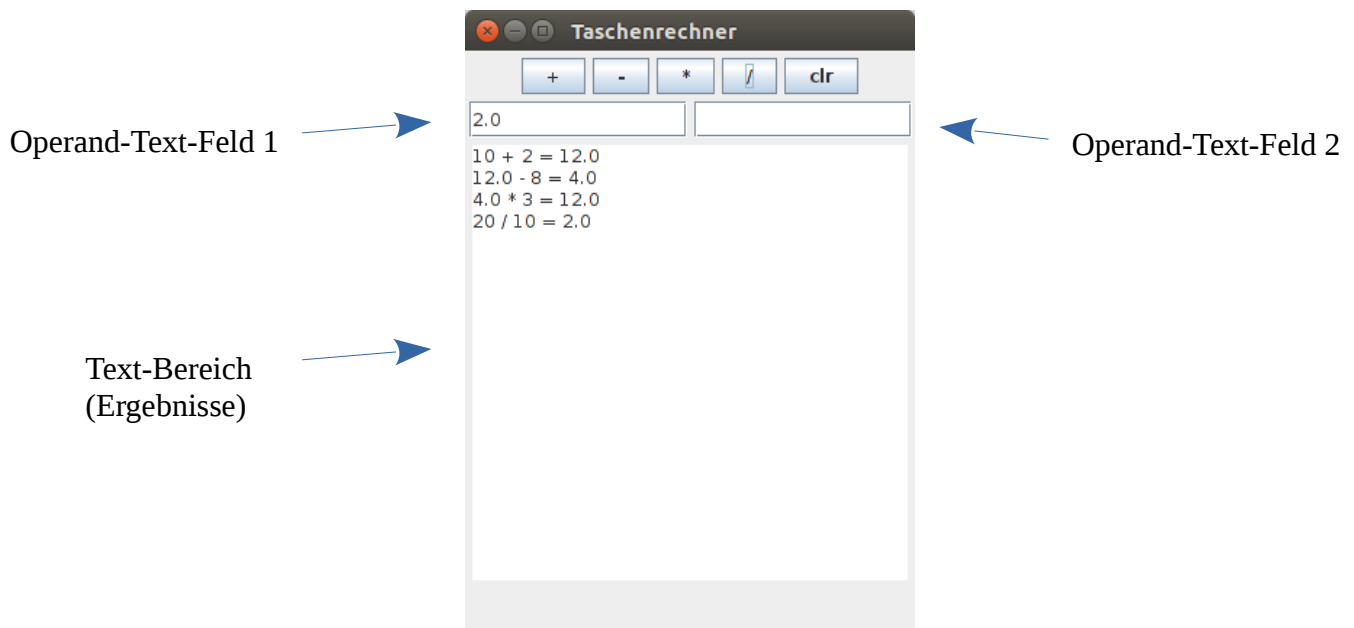 Taschenrechner
+ - * / clr
Operand-Text-Feld 1
2.0
Operand-Text-Feld 2
10 + 2 = 12.0
12.0 - 8 = 4.0
4.0 * 3 = 12.0
20 / 10 = 2.0
Text-Bereich
(Ergebnisse)